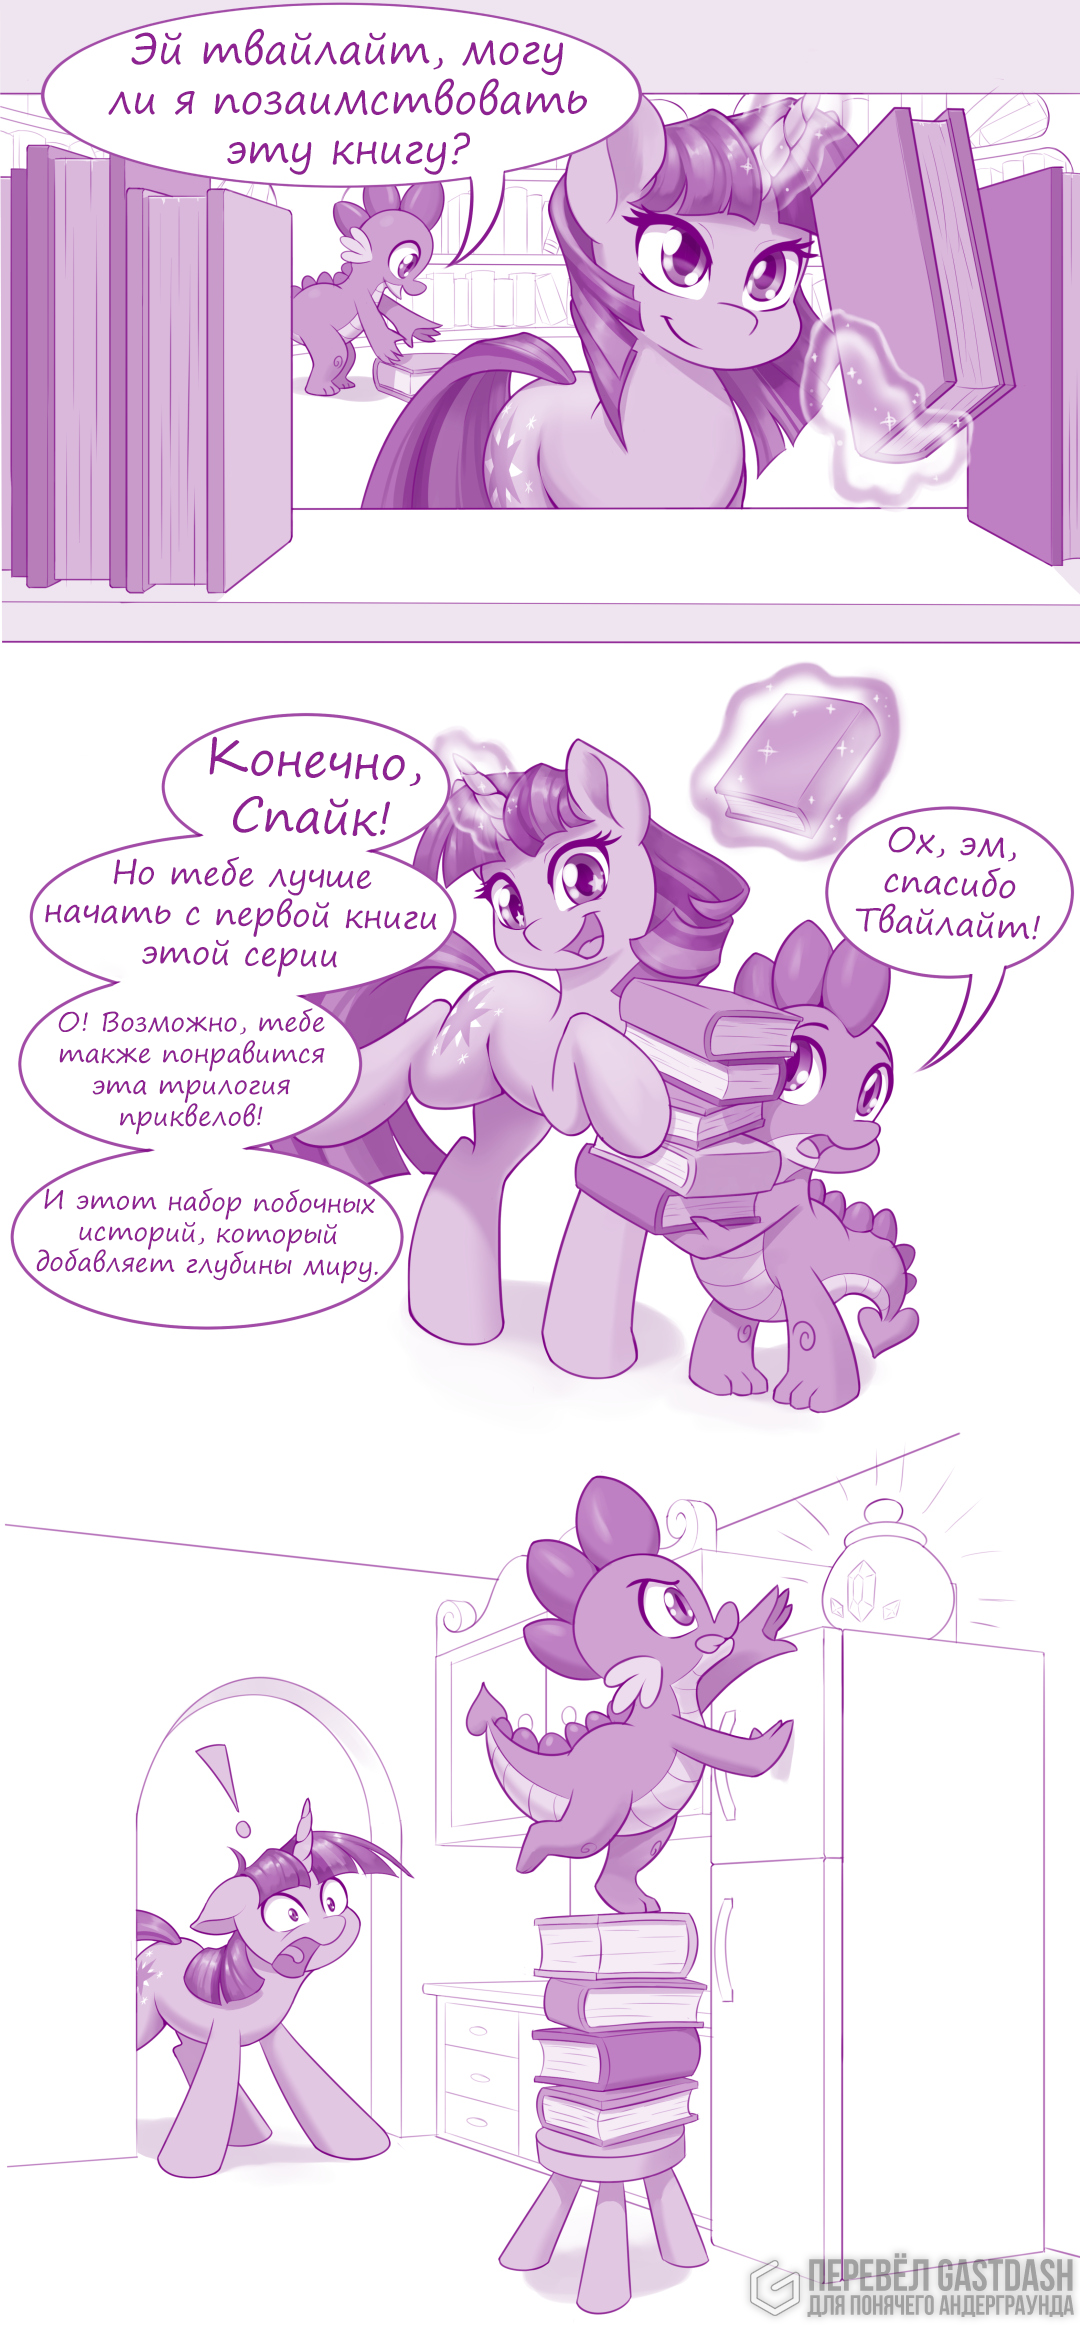 Эй твайлайт, могу
ли я позаимствовать
эту книгу?
Конечно,
Спайк!
Но тебе лучше
начать с первой книги
этой серии
О! Возможно, тебе
также понравится
эта трилогия
приквелов!
И этот набор побочных
историй, который
добавляет глубины миру.
Ох, эм,
спасибо
Твайлайт!
!
ПЕРЕВЁЛ GASTDASH
ДЛЯ ПОНЯЧЕГО АНДЕРГРАУНДА